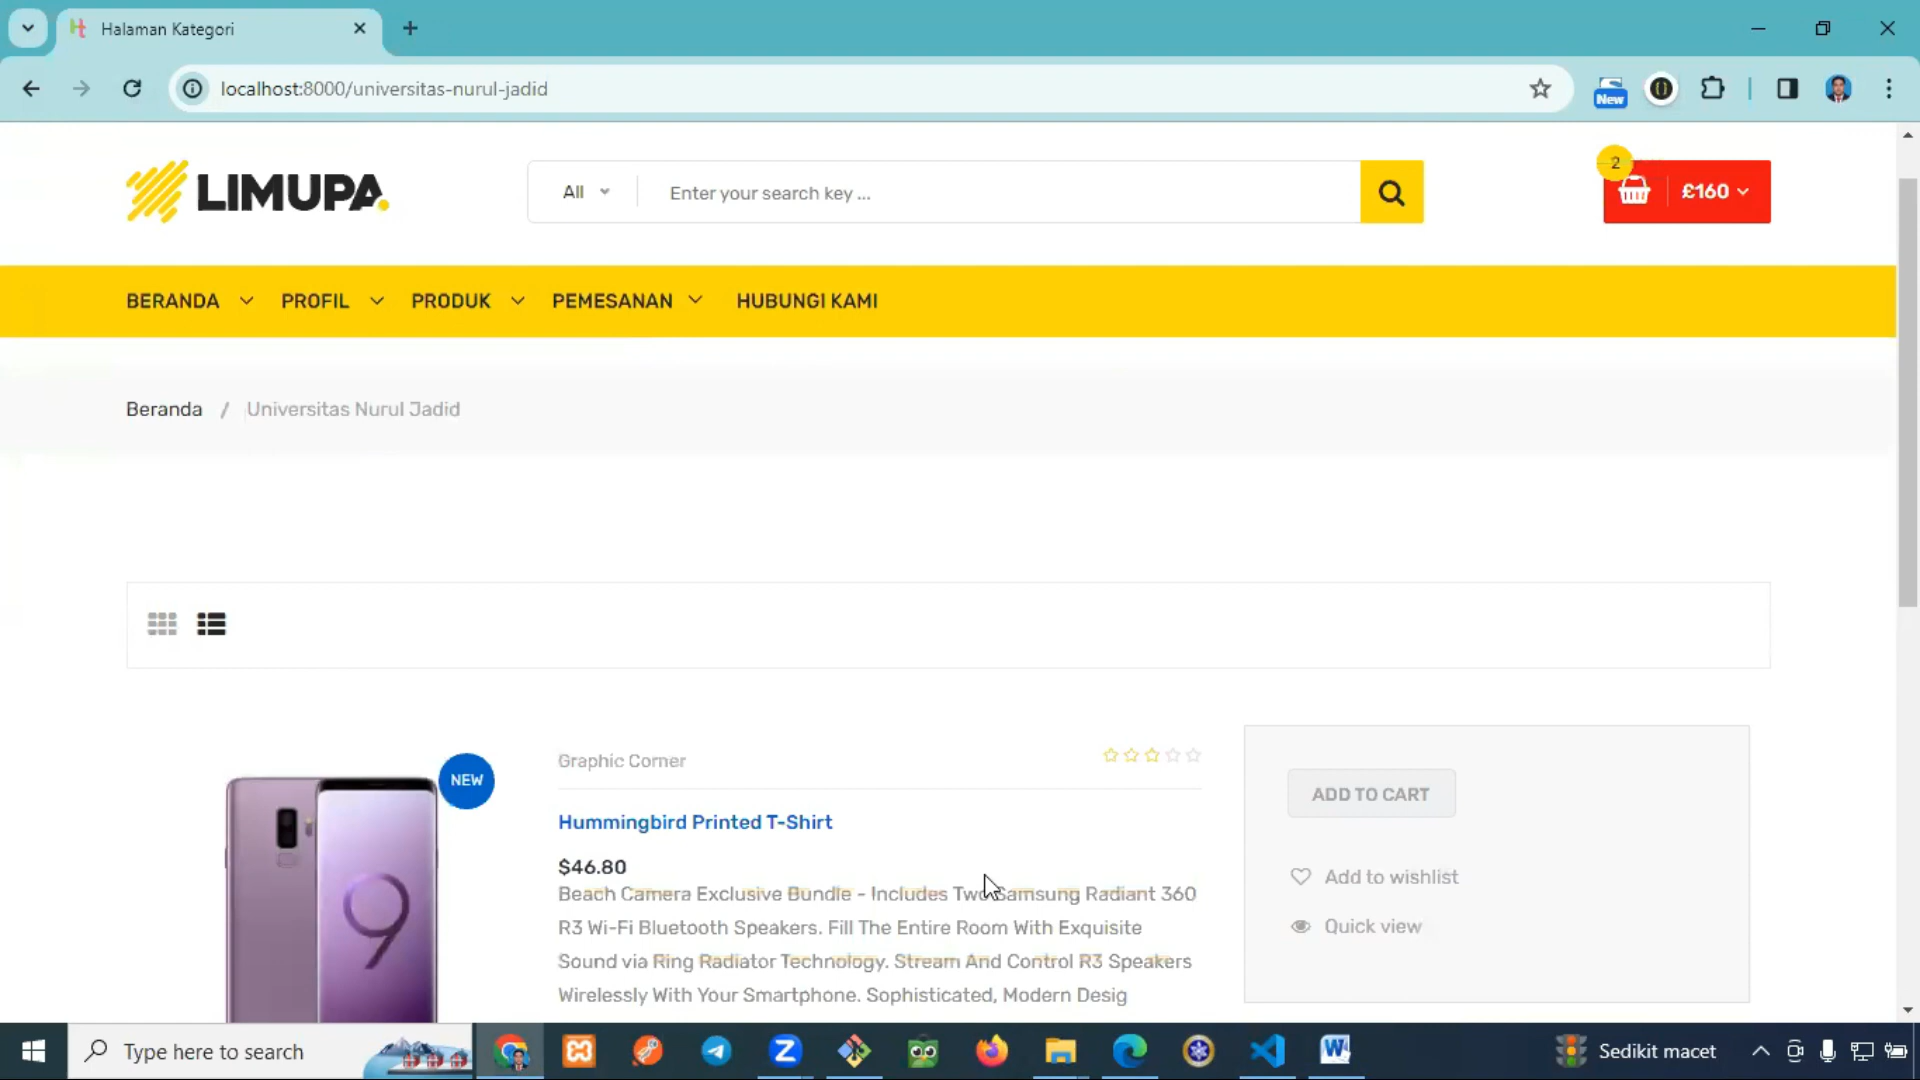 Halaman Kategori
localhost:8000/universitas-nurul-jadid
New
LIMUPA.
All
Enter your search key ...
2
£160
BERANDA
PROFIL
PRODUK
PEMESANAN
HUBUNGI KAMI
Beranda / Universitas Nurul Jadid
NEW
9
Graphic Corner
Hummingbird Printed T-Shirt
$46.80
Beach Camera Exclusive Bundle - Includes Two Samsung Radiant 360
R3 Wi-Fi Bluetooth Speakers. Fill The Entire Room With Exquisite
Sound via Ring Radiator Technology. Stream And Control R3 Speakers
Wirelessly With Your Smartphone. Sophisticated, Modern Desig
ADD TO CART
Add to wishlist
Quick view
Type here to search
Sedikit macet